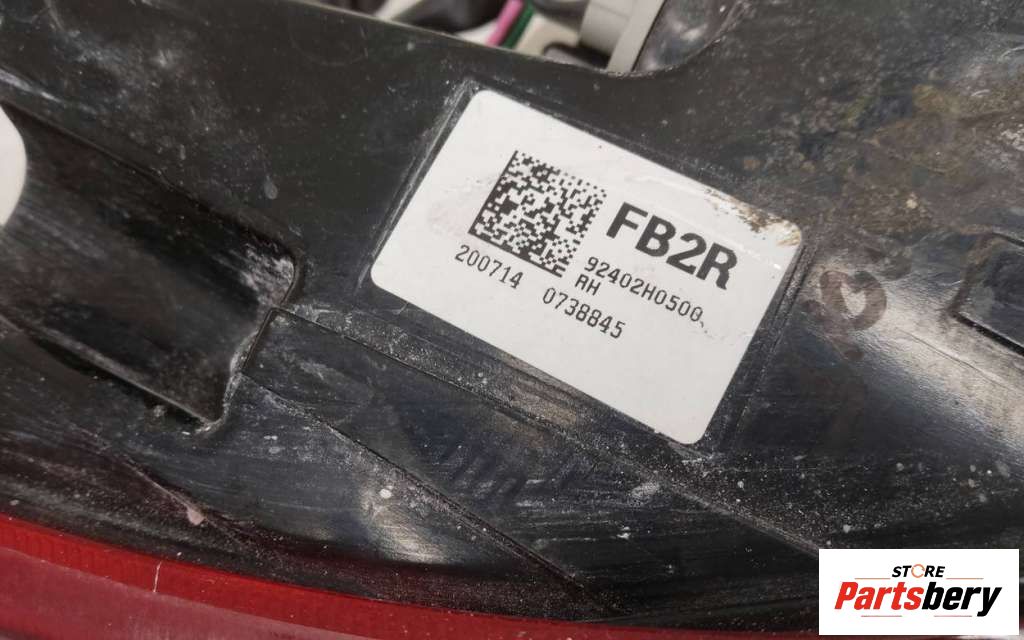 FB2R
92402H0500
RH
200714 0738845
STORE
Partsbery